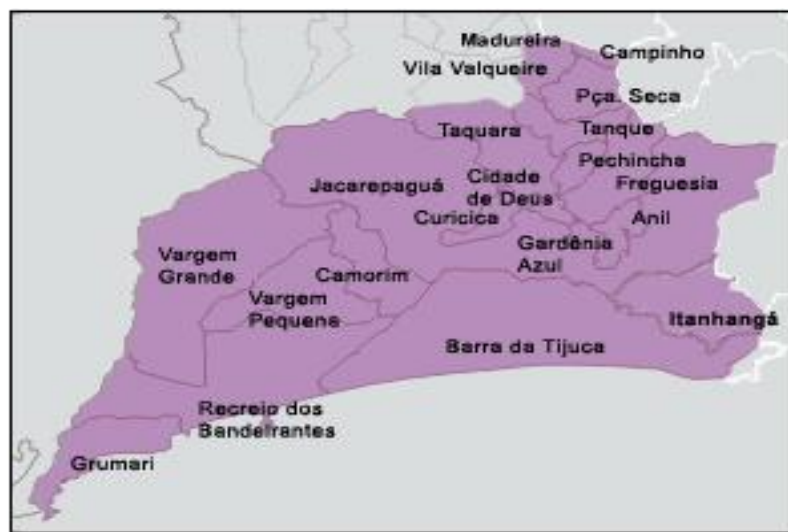 Madureira
Campinho
Vila Valqueire
Pça. Seca
Taquara
Tanque
Pechincha
Cidade
de Deus
Freguesia
Jacarepaguá
Curicica
Anil
Gardênia
Azul
Vargem
Grande
Camorim
Vargem
Pequena
Itanhangá
Barra da Tijuca
Recreio dos
Bandeirantes
Grumari